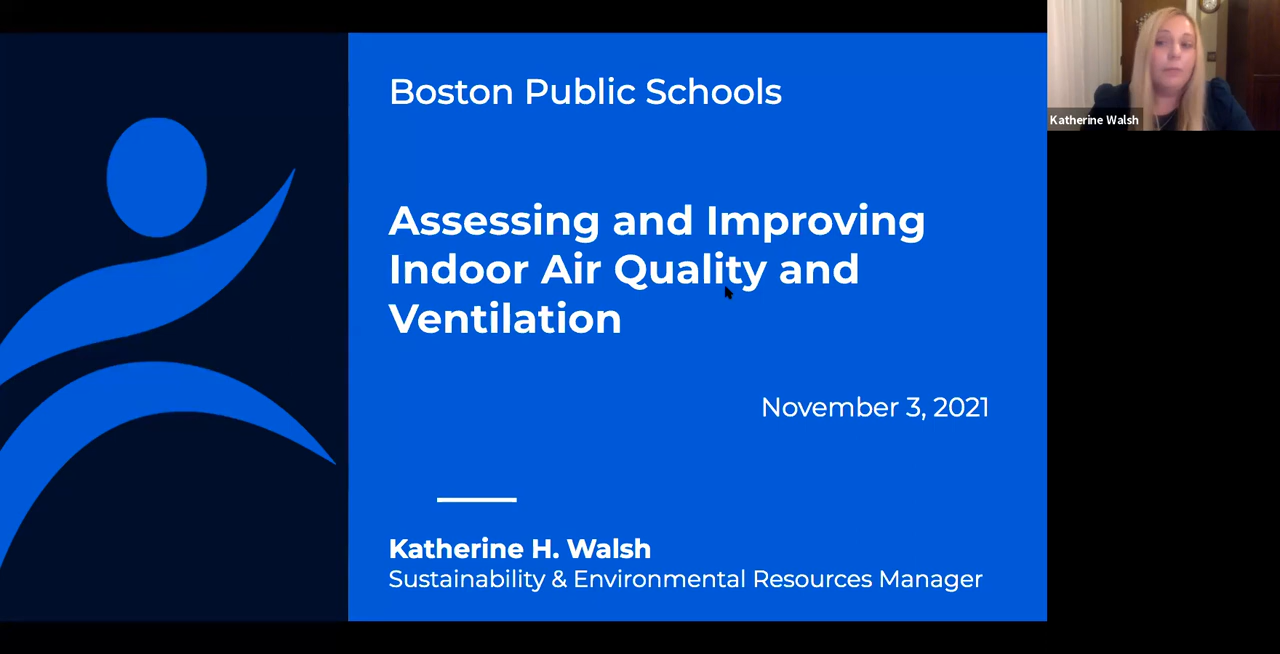 Boston Public Schools
Assessing and Improving
Indoor Air Quality and
Ventilation
November 3, 2021
Katherine H. Walsh
Sustainability & Environmental Resources Manager
Katherine Walsh